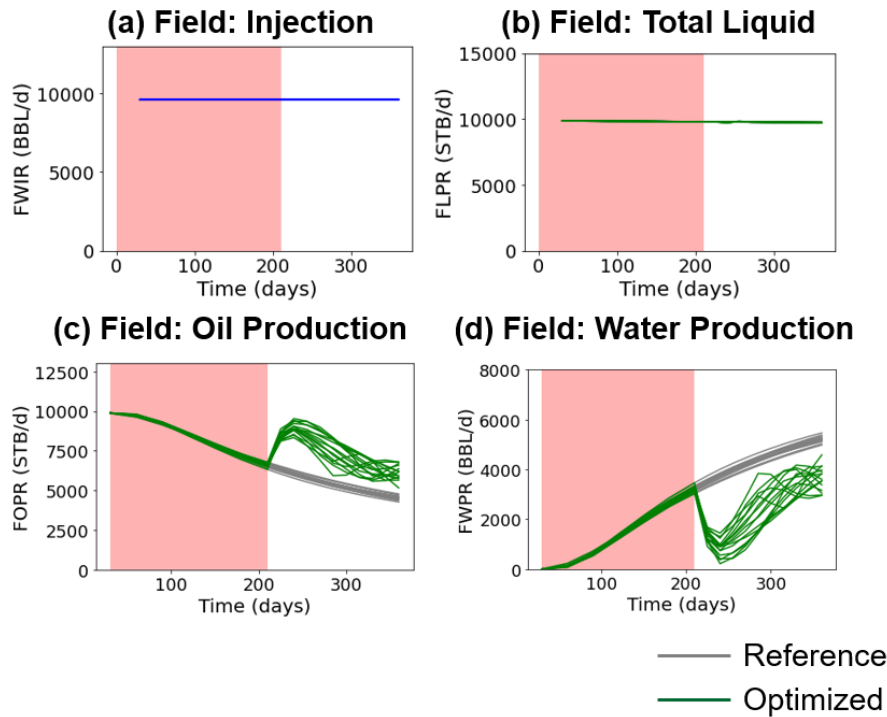 (a) Field: Injection
FWIR (BBL/d)
10000
5000
0
0 100 200 300
Time (days)
(b) Field: Total Liquid
FLPR (STB/d)
15000
10000
5000
0
0 100 200 300
Time (days)
(c) Field: Oil Production
FOPR (STB/d)
12500
10000
7500
5000
2500
0
100 200 300
Time (days)
(d) Field: Water Production
FWPR (BBL/d)
8000
6000
4000
2000
0
100 200 300
Time (days)
Reference
Optimized